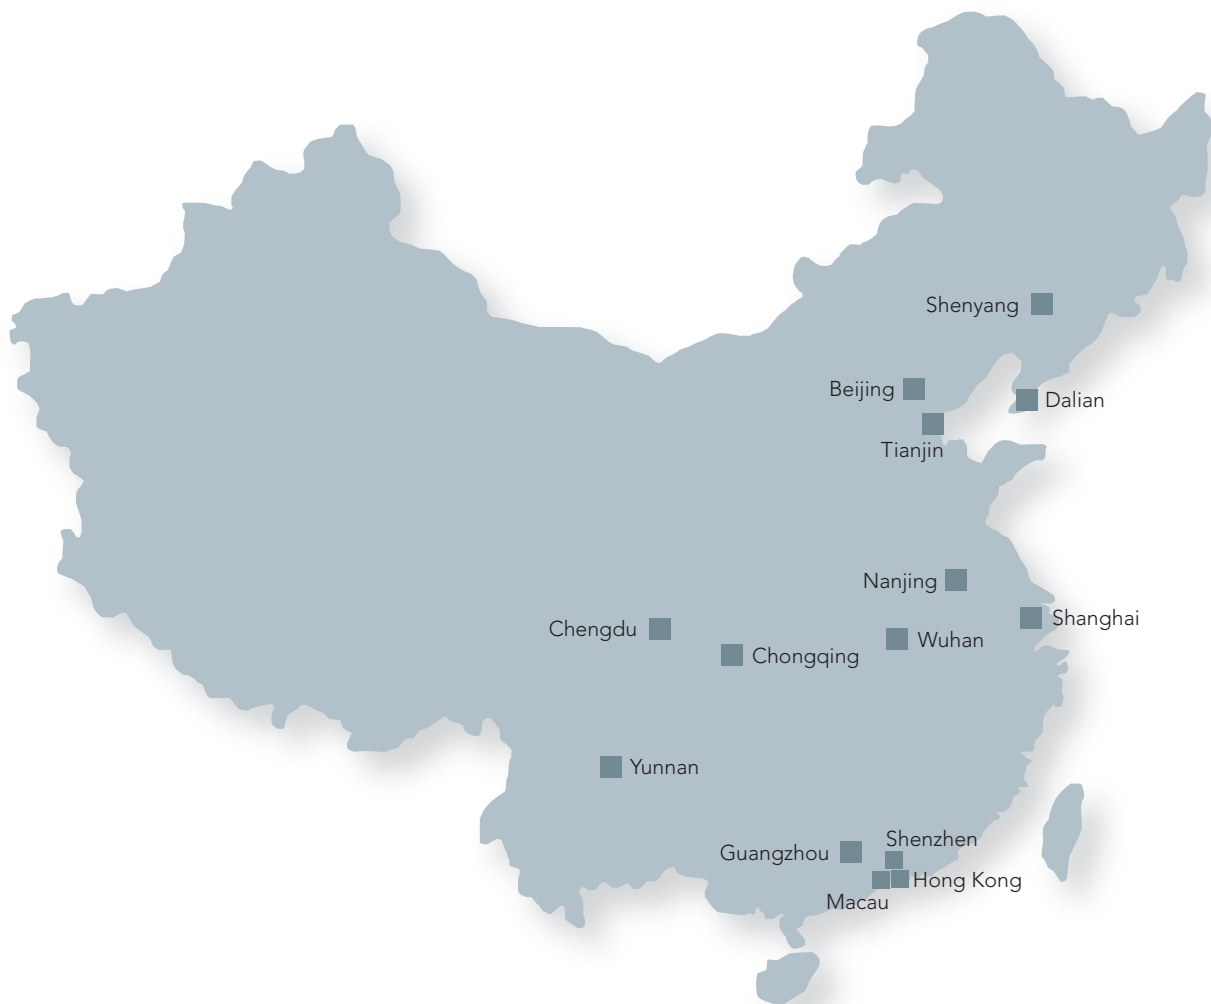 Shenyang
Beijing
Dalian
Tianjin
Nanjing
Shanghai
Chengdu
Wuhan
Chongqing
Yunnan
Shenzhen
Guangzhou
Hong Kong
Macau